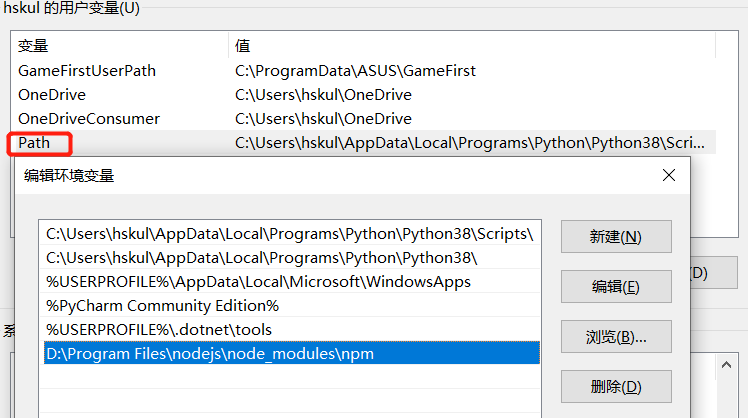 hskul 的用户变量(U)
变量 值
GameFirstUserPath C:\ProgramData\ASUS\GameFirst
OneDrive C:\Users\hskul\OneDrive
OneDriveConsumer C:\Users\hskul\OneDrive
Path C:\Users\hskul\AppData\Local\Programs\Python\Python38\Scri...
编辑环境变量
C:\Users\hskul\AppData\Local\Programs\Python\Python38\Scripts\
新建(N)
C:\Users\hskul\AppData\Local\Programs\Python\Python38\
%USERPROFILE%\AppData\Local\Microsoft\WindowsApps
(D)
编辑(E)
%PyCharm Community Edition%
%USERPROFILE%\.dotnet\tools
浏览(B)...
D:\Program Files\nodejs\node_modules\npm
删除(D)